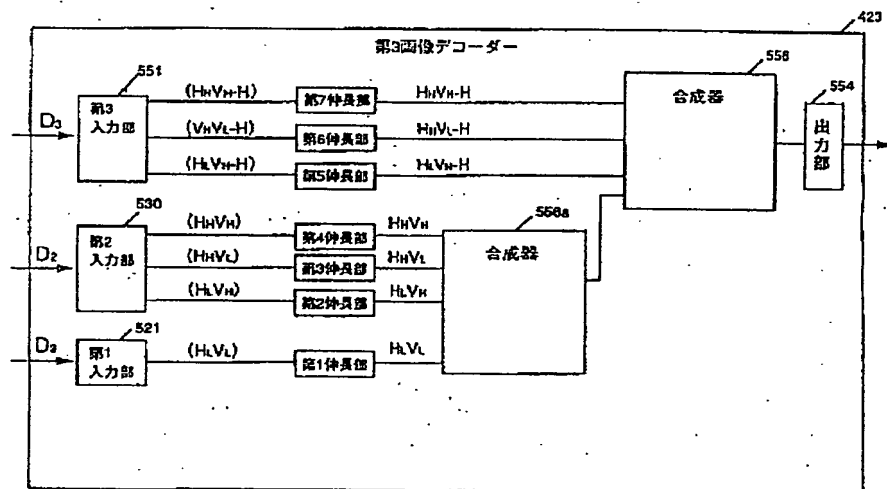 423
第3画像デコーダー
551
556
554
(HHVH-H)
第7伸長部
HHVH-H
合成器
第3
入力部
D3
(VHVL-H)
第6伸長部
HHVL-H
出力部
(HLVH-H)
第5伸長部
HLVH-H
530
556a
(HHVH)
第4伸長部
HHVH
合成器
第2
入力部
D2
(HHVL)
第3伸長部
HHVL
(HLVH)
第2伸長部
HLVH
521
D3
第1
入力部
(HLVL)
第1伸長部
HLVL